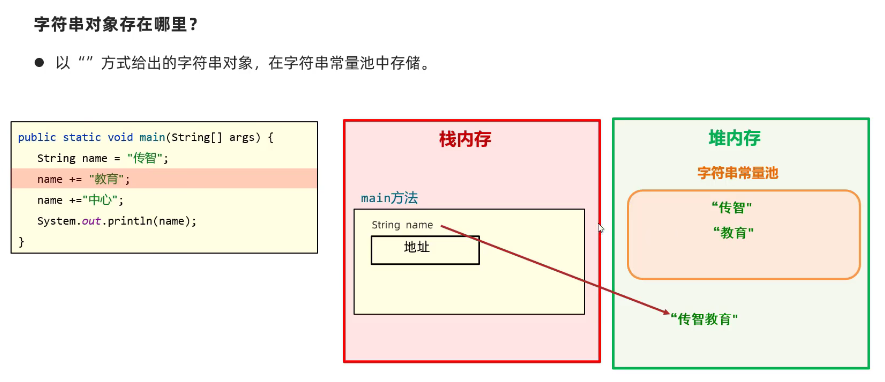 字符串对象存在哪里？
● 以“”方式给出的字符串对象，在字符串常量池中存储。
public static void main(String[] args) {
String name = "传智";
name += "教育";
name +="中心";
System.out.println(name);
}
栈内存
main方法
String name
地址
堆内存
字符串常量池
“传智"
“教育"
“传智教育"